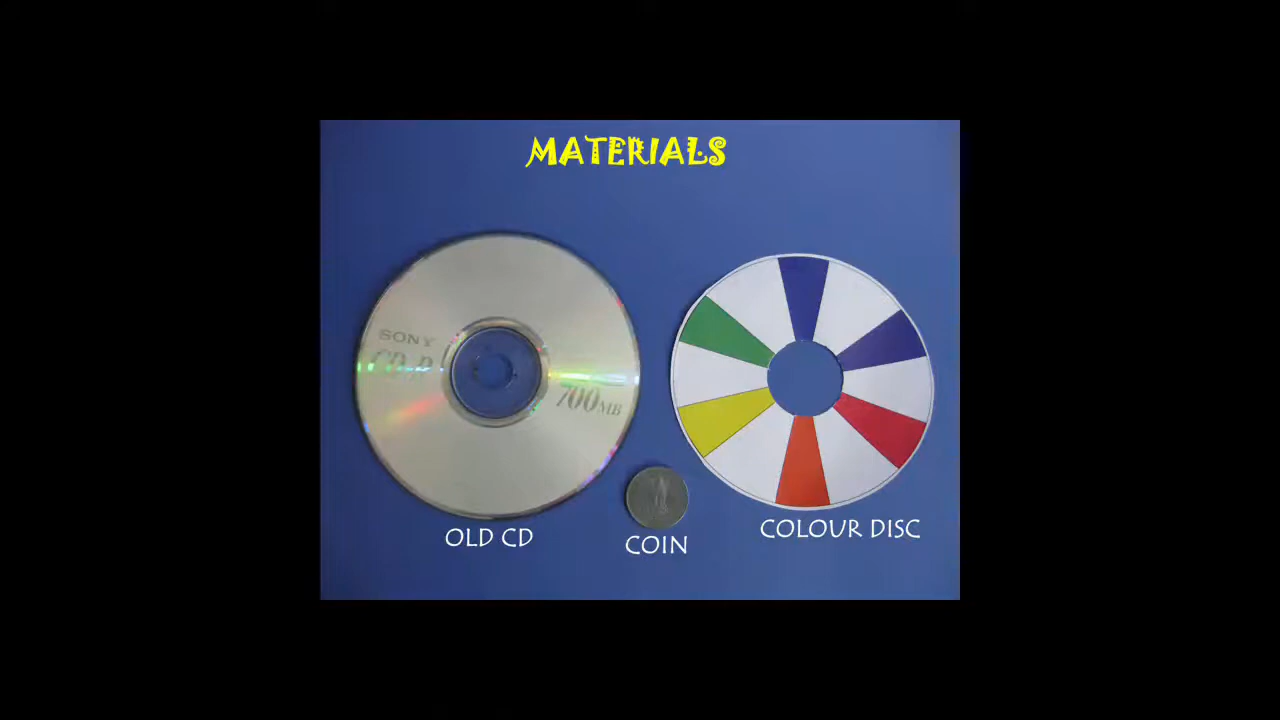 MATERIALS
SONY
CD-R
700MB
OLD CD
COIN
COLOUR DISC